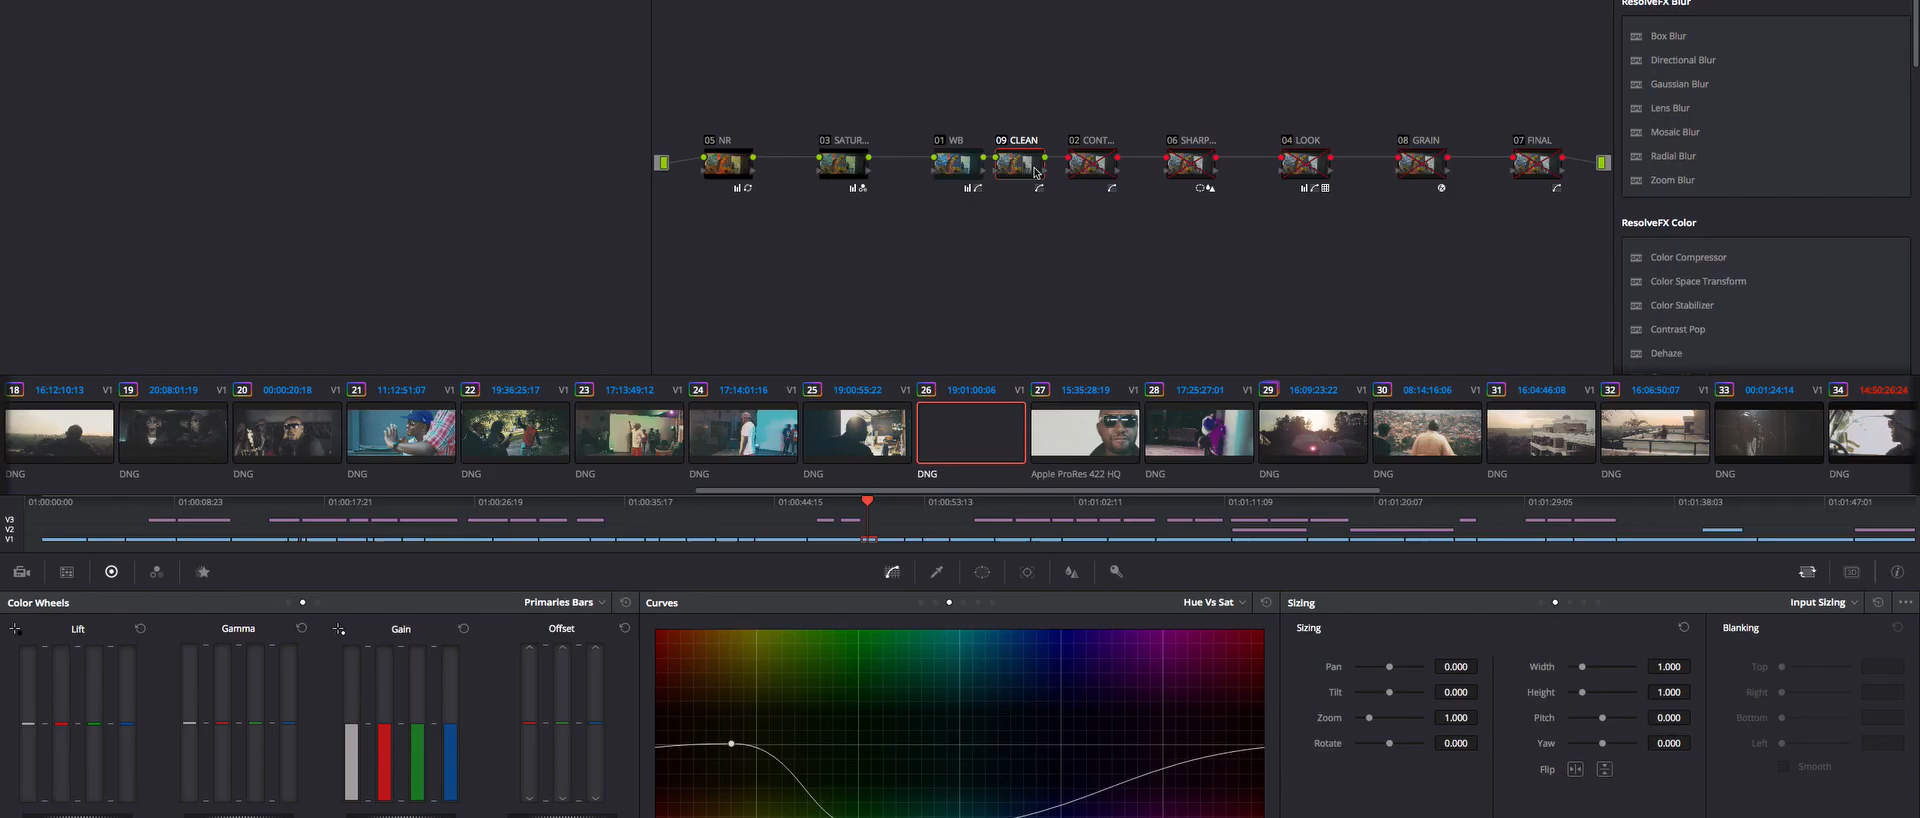 ResolveFX Blur
Box Blur
Directional Blur
Gaussian Blur
Lens Blur
Mosaic Blur
Radial Blur
Zoom Blur
ResolveFX Color
Color Compressor
Color Space Transform
Color Stabilizer
Contrast Pop
Dehaze
05 NR
03 SATUR...
01 WB
09 CLEAN
02 CONT...
06 SHARP...
04 LOOK
08 GRAIN
07 FINAL
18 16:12:10:13 V1
19 20:08:01:19 V1
20 00:00:20:18 V1
21 11:12:51:07 V1
22 19:36:25:17 V1
23 17:13:49:12 V1
24 17:14:01:16 V1
25 19:00:55:22 V1
26 19:01:00:06 V1
27 15:35:28:19 V1
28 17:25:27:01 V1
29 16:09:23:22 V1
30 08:14:16:06 V1
31 16:04:46:08 V1
32 16:06:50:07 V1
33 00:01:24:14 V1
34 14:50:26:24
DNG DNG DNG DNG DNG DNG DNG DNG DNG Apple ProRes 422 HQ DNG DNG DNG DNG DNG DNG DNG
01:00:00:00 01:00:08:23 01:00:17:21 01:00:26:19 01:00:35:17 01:00:44:15 01:00:53:13 01:01:02:11 01:01:11:09 01:01:20:07 01:01:29:05 01:01:38:03 01:01:47:01
V3
V2
V1
Color Wheels
Primaries Bars
Lift
Gamma
Gain
Offset
Curves
Hue Vs Sat
Sizing
Input Sizing
Sizing
Pan 0.000
Tilt 0.000
Zoom 1.000
Rotate 0.000
Width 1.000
Height 1.000
Pitch 0.000
Yaw 0.000
Flip
Blanking
Top
Right
Bottom
Left
Smooth
3D